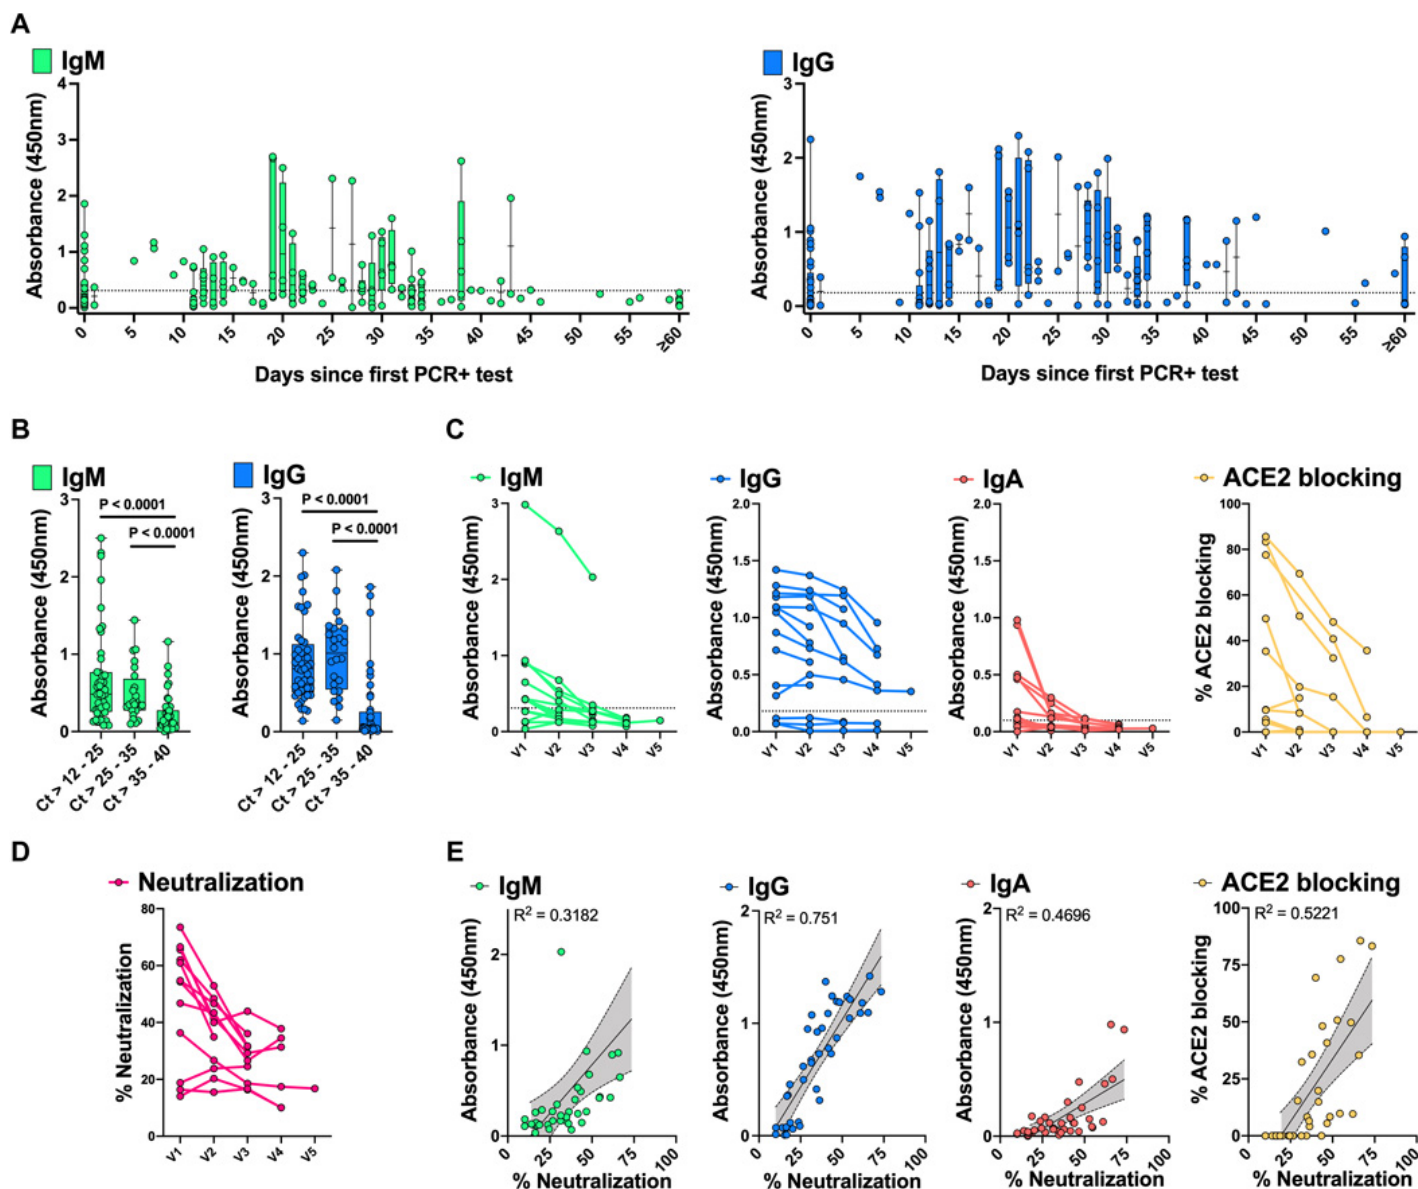 A
IgM
Absorbance (450nm)
4
3
2
1
0
0 5 10 15 20 25 30 35 40 45 50 55 ≥60
Days since first PCR+ test
IgG
Absorbance (450nm)
3
2
1
0
0 5 10 15 20 25 30 35 40 45 50 55 ≥60
Days since first PCR+ test
B
IgM
Absorbance (450nm)
3
2
1
0
P < 0.0001
P < 0.0001
Ct > 12 - 25
Ct > 25 - 35
Ct > 35 - 40
IgG
Absorbance (450nm)
3
2
1
0
P < 0.0001
P < 0.0001
Ct > 12 - 25
Ct > 25 - 35
Ct > 35 - 40
C
IgM
Absorbance (450nm)
3
2
1
0
V1 V2 V3 V4 V5
IgG
Absorbance (450nm)
2.0
1.5
1.0
0.5
0.0
V1 V2 V3 V4 V5
IgA
Absorbance (450nm)
2.0
1.5
1.0
0.5
0.0
V1 V2 V3 V4 V5
ACE2 blocking
% ACE2 blocking
100
80
60
40
20
0
V1 V2 V3 V4 V5
D
Neutralization
% Neutralization
80
60
40
20
0
V1 V2 V3 V4 V5
E
IgM
R² = 0.3182
Absorbance (450nm)
2
1
0
0 25 50 75 100
% Neutralization
IgG
R² = 0.751
Absorbance (450nm)
2
1
0
0 25 50 75 100
% Neutralization
IgA
R² = 0.4696
Absorbance (450nm)
2
1
0
0 25 50 75 100
% Neutralization
ACE2 blocking
R² = 0.5221
% ACE2 blocking
100
75
50
25
0
0 25 50 75 100
% Neutralization